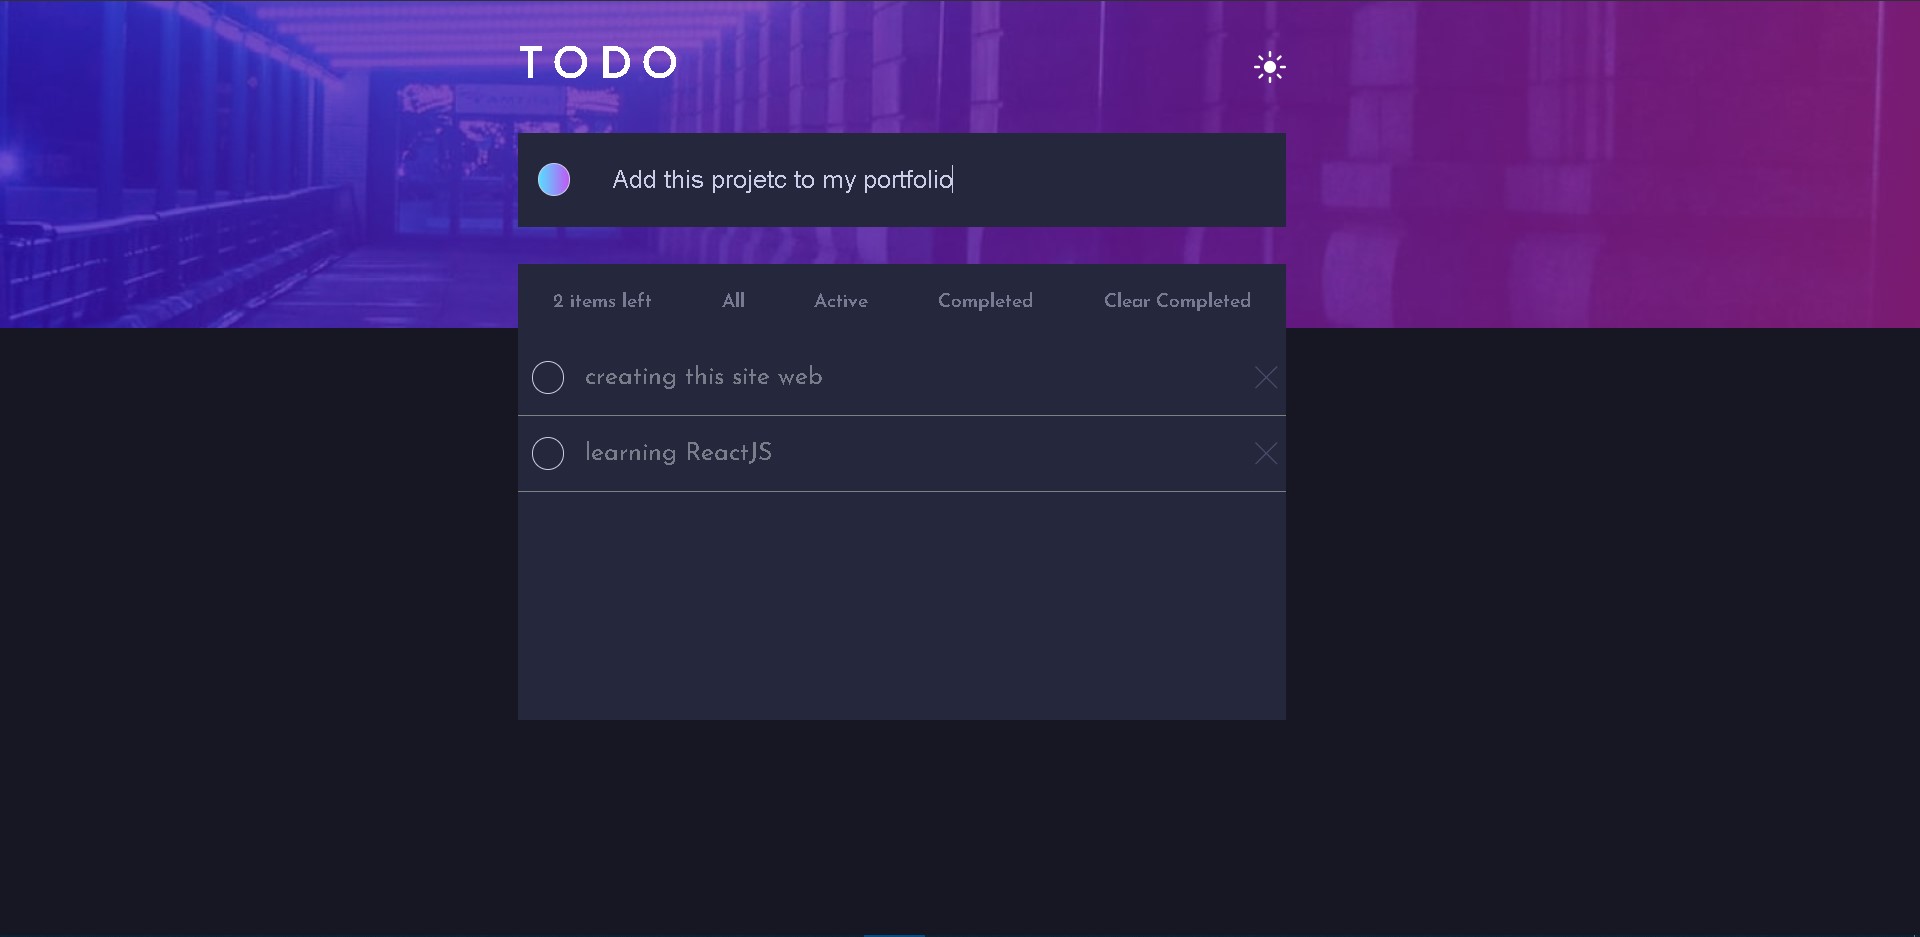 TODO
Add this projetc to my portfolio
2 items left All Active Completed Clear Completed
creating this site web
learning ReactJS